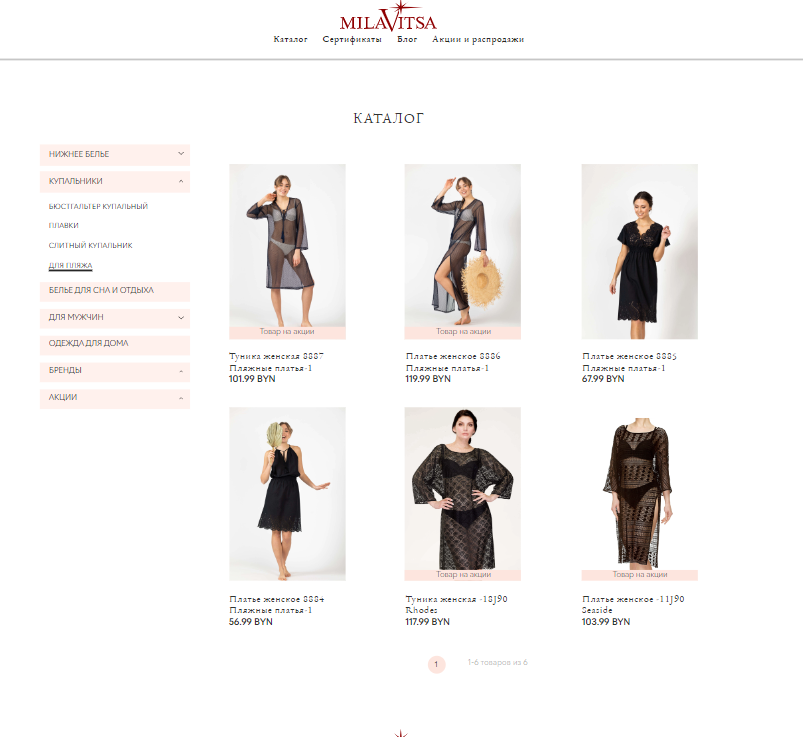 MILAVITSA
Каталог Сертификаты Блог Акции и распродажи
КАТАЛОГ
НИЖНЕЕ БЕЛЬЕ
КУПАЛЬНИКИ
БЮСТГАЛЬТЕР КУПАЛЬНЫЙ
ПЛАВКИ
СЛИТНЫЙ КУПАЛЬНИК
ДЛЯ ПЛЯЖА
БЕЛЬЕ ДЛЯ СНА И ОТДЫХА
ДЛЯ МУЖЧИН
ОДЕЖДА ДЛЯ ДОМА
БРЕНДЫ
АКЦИИ
Товар на акции
Туника женская 8887
Пляжные платья-1
101.99 BYN
Товар на акции
Платье женское 8886
Пляжные платья-1
119.99 BYN
Платье женское 8885
Пляжные платья-1
67.99 BYN
Платье женское 8884
Пляжные платья-1
56.99 BYN
Товар на акции
Туника женская -18J90
Rhodes
117.99 BYN
Товар на акции
Платье женское -11J90
Seaside
103.99 BYN
1
1-6 товаров из 6